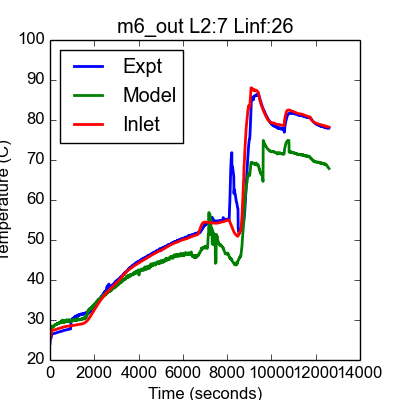 m6_out L2:7 Linf:26
100
90
80
70
60
50
40
30
20
Temperature (C)
Expt
Model
Inlet
0 2000 4000 6000 8000 10000 12000 14000
Time (seconds)